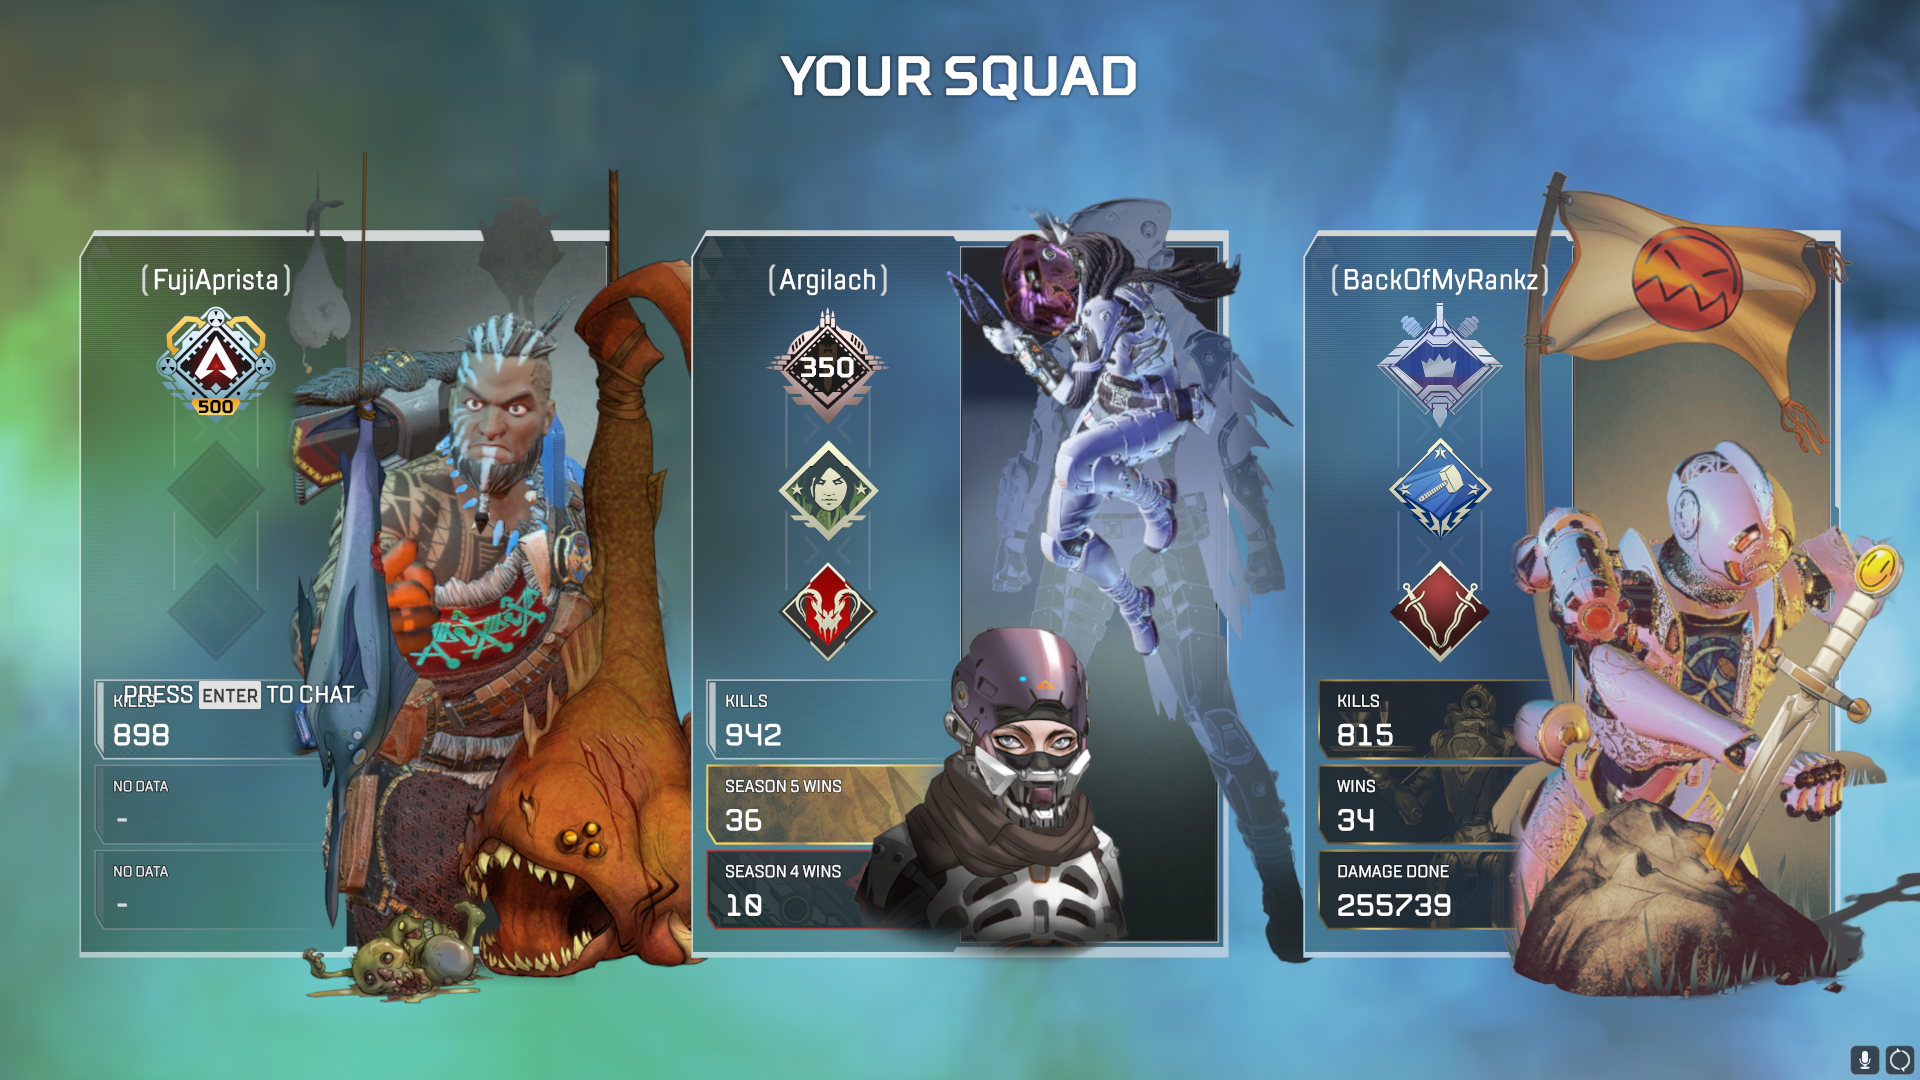 YOUR SQUAD
[FujiAprista]
500
PRESS ENTER TO CHAT
KILLS
898
NO DATA
-
NO DATA
-
[Argilach]
350
KILLS
942
SEASON 5 WINS
36
SEASON 4 WINS
10
[BackOfMyRankz]
KILLS
815
WINS
34
DAMAGE DONE
255739